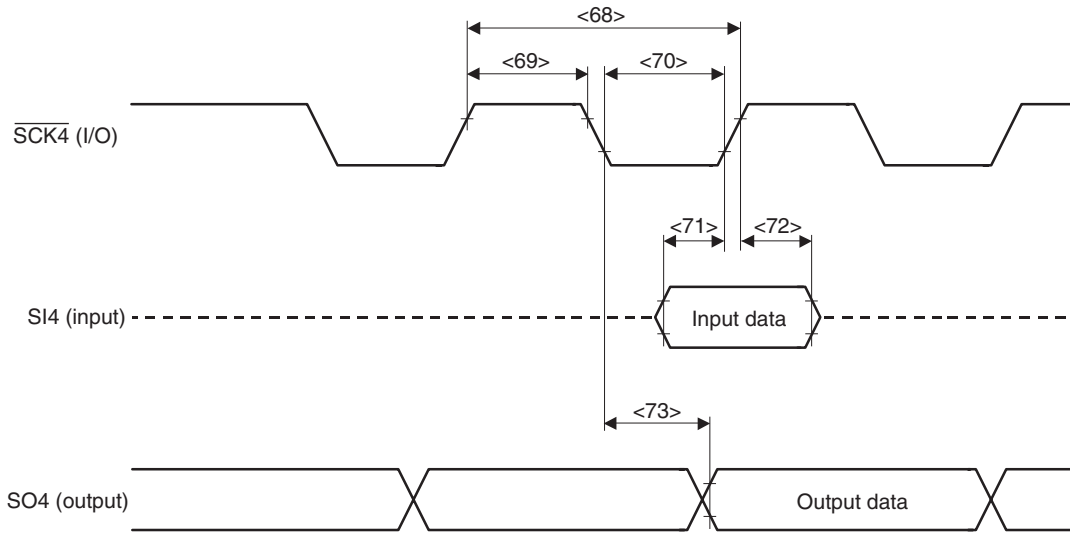 <68>
<69> <70>
SCK4 (I/O)
<71> <72>
SI4 (input) Input data
<73>
SO4 (output) Output data